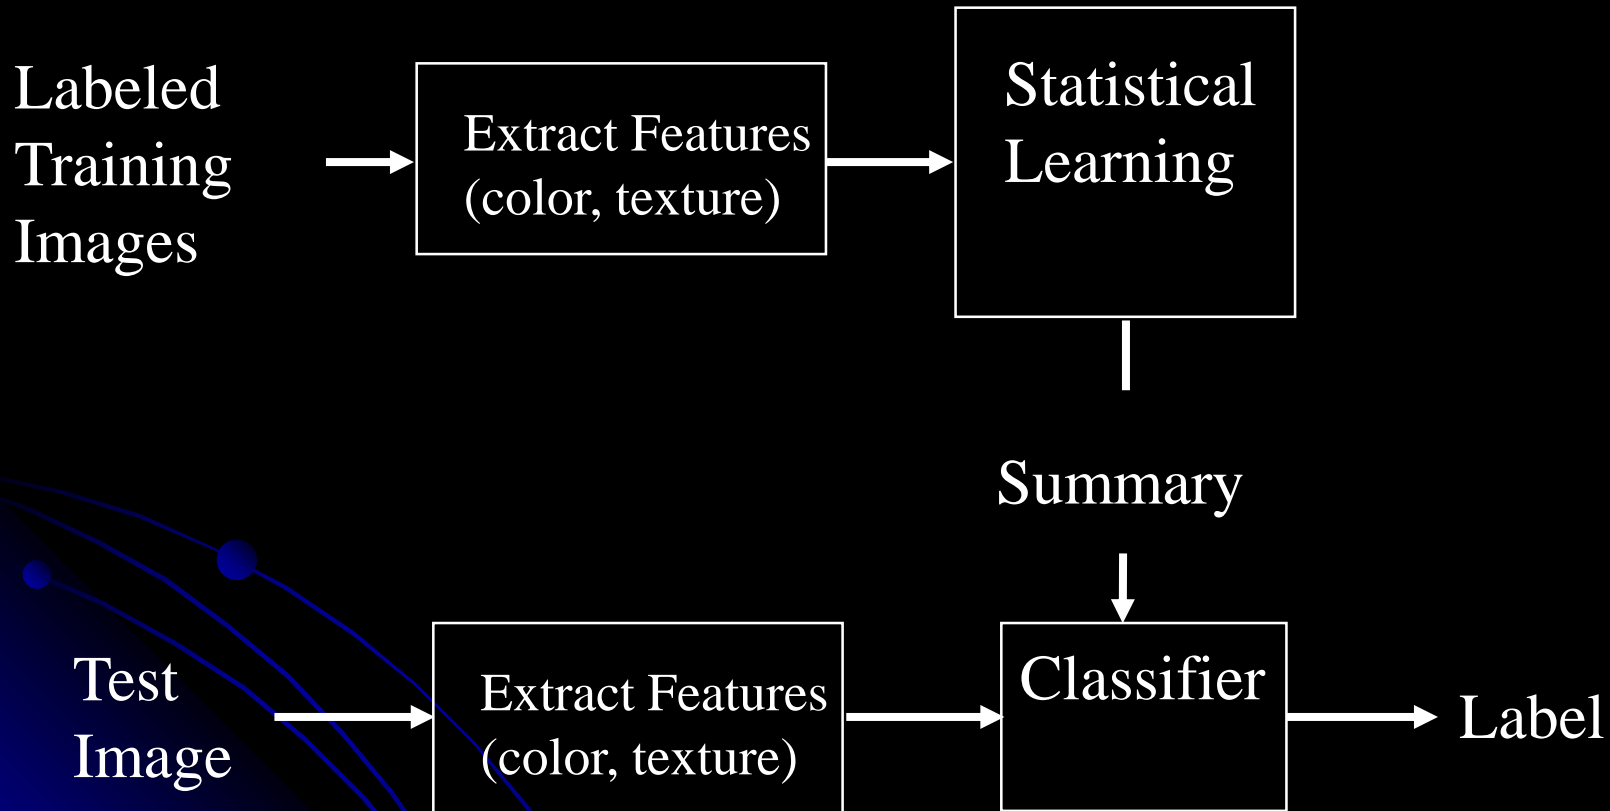 Labeled
Training
Images
Extract Features
(color, texture)
Statistical
Learning
Summary
Test
Image
Extract Features
(color, texture)
Classifier
Label